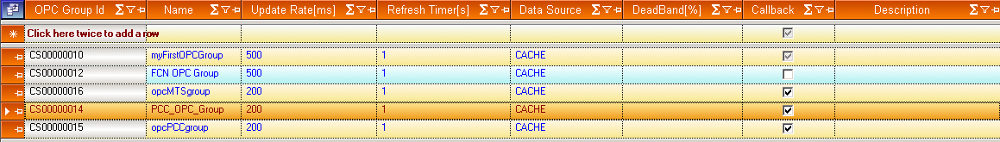 OPC Group Id Name Update Rate[ms] Refresh Timer[s] Data Source DeadBand[%] Callback Description
Click here twice to add a row
CS00000010 myFirstOPCGroup 500 1 CACHE
CS00000012 FCN OPC Group 500 1 CACHE
CS00000016 opcMTSgroup 200 1 CACHE
CS00000014 PCC_OPC_Group 200 1 CACHE
CS00000015 opcPCCgroup 200 1 CACHE